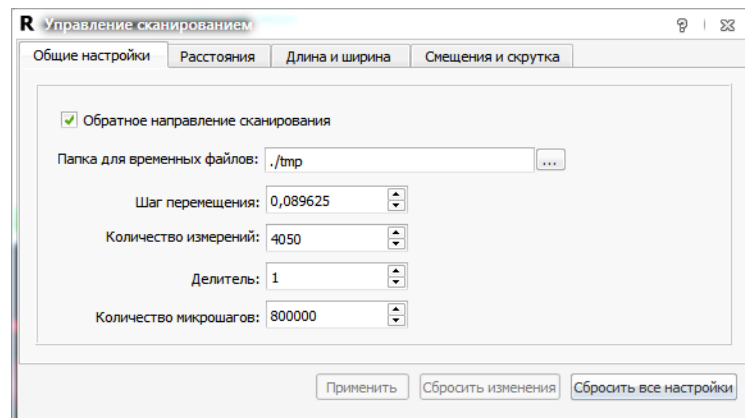 R Управление сканированием
Общие настройки Расстояния Длина и ширина Смещения и скрутка
Обратное направление сканирования
Папка для временных файлов: ./tmp ...
Шаг перемещения: 0,089625
Количество измерений: 4050
Делитель: 1
Количество микрошагов: 800000
Применить Сбросить изменения Сбросить все настройки